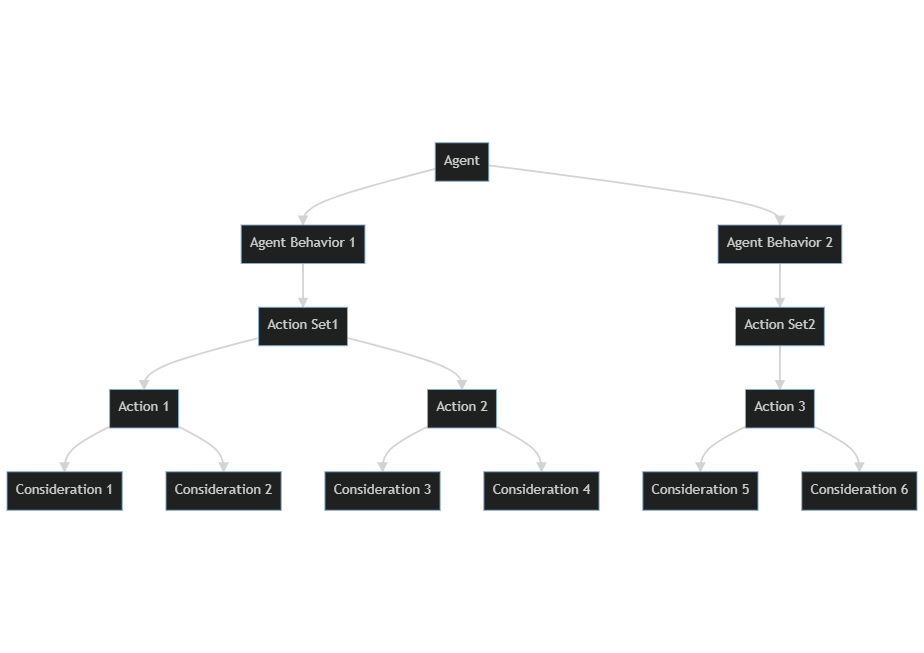 Agent
Agent Behavior 1
Agent Behavior 2
Action Set1
Action Set2
Action 1
Action 2
Action 3
Consideration 1
Consideration 2
Consideration 3
Consideration 4
Consideration 5
Consideration 6